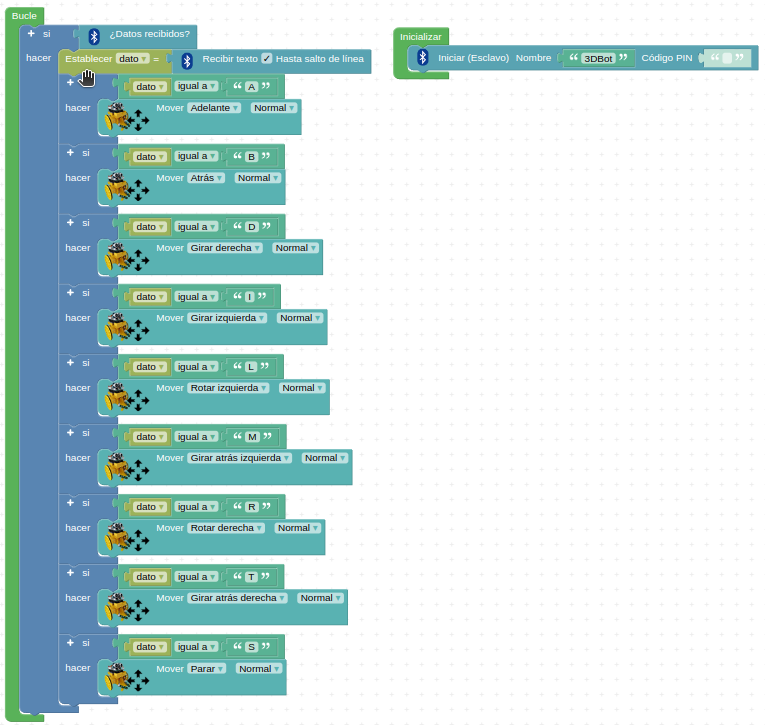 Bucle
si ¿Datos recibidos?
hacer Establecer dato = Recibir texto Hasta salto de línea
dato igual a “ A ”
hacer Mover Adelante Normal
si dato igual a “ B ”
hacer Mover Atrás Normal
si dato igual a “ D ”
hacer Mover Girar derecha Normal
si dato igual a “ I ”
hacer Mover Girar izquierda Normal
si dato igual a “ L ”
hacer Mover Rotar izquierda Normal
si dato igual a “ M ”
hacer Mover Girar atrás izquierda Normal
si dato igual a “ R ”
hacer Mover Rotar derecha Normal
si dato igual a “ T ”
hacer Mover Girar atrás derecha Normal
si dato igual a “ S ”
hacer Mover Parar Normal
Inicializar
Iniciar (Esclavo) Nombre “ 3DBot ” Código PIN “ ”